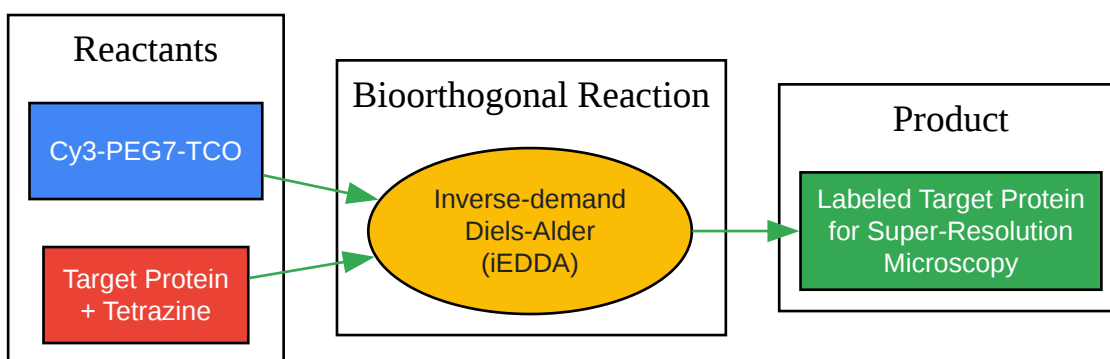 Reactants
Cy3-PEG7-TCO
Target Protein
+ Tetrazine
Bioorthogonal Reaction
Inverse-demand
Diels-Alder
(iEDDA)
Product
Labeled Target Protein
for Super-Resolution
Microscopy